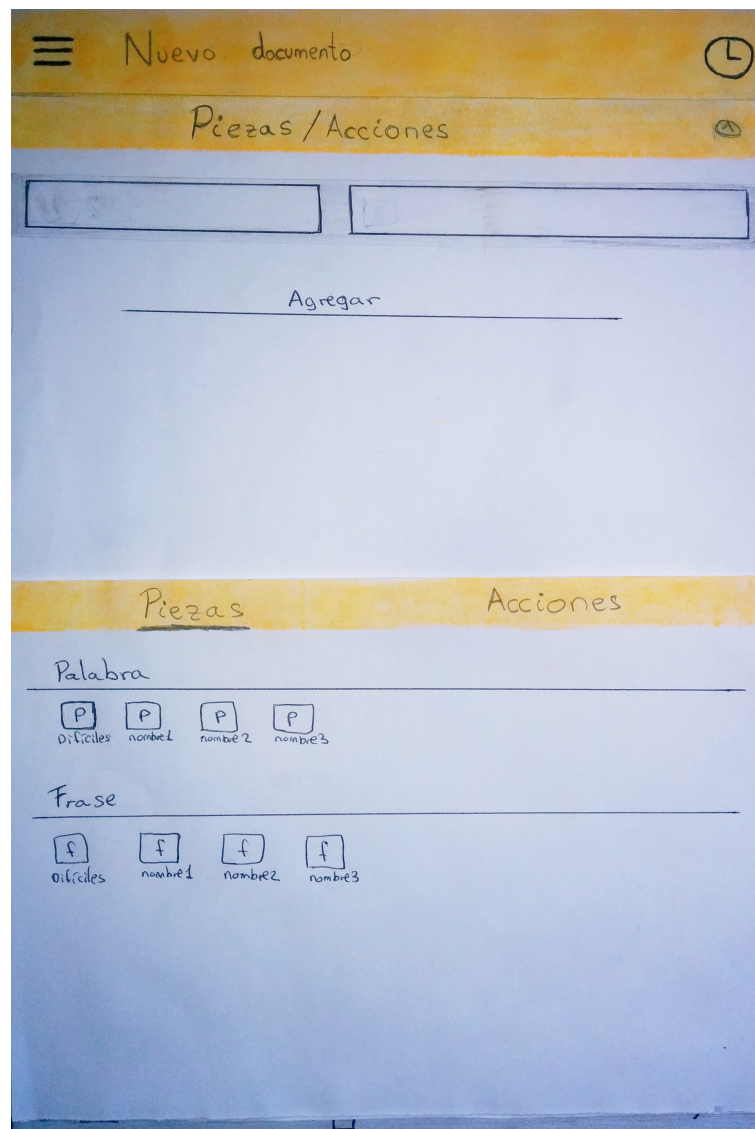 Nuevo documento
Piezas / Acciones
Agregar
Piezas Acciones
Palabra
P P P P
Difíciles nombre1 nombre2 nombre3
Frase
f f f f
Difíciles nombre1 nombre2 nombre3